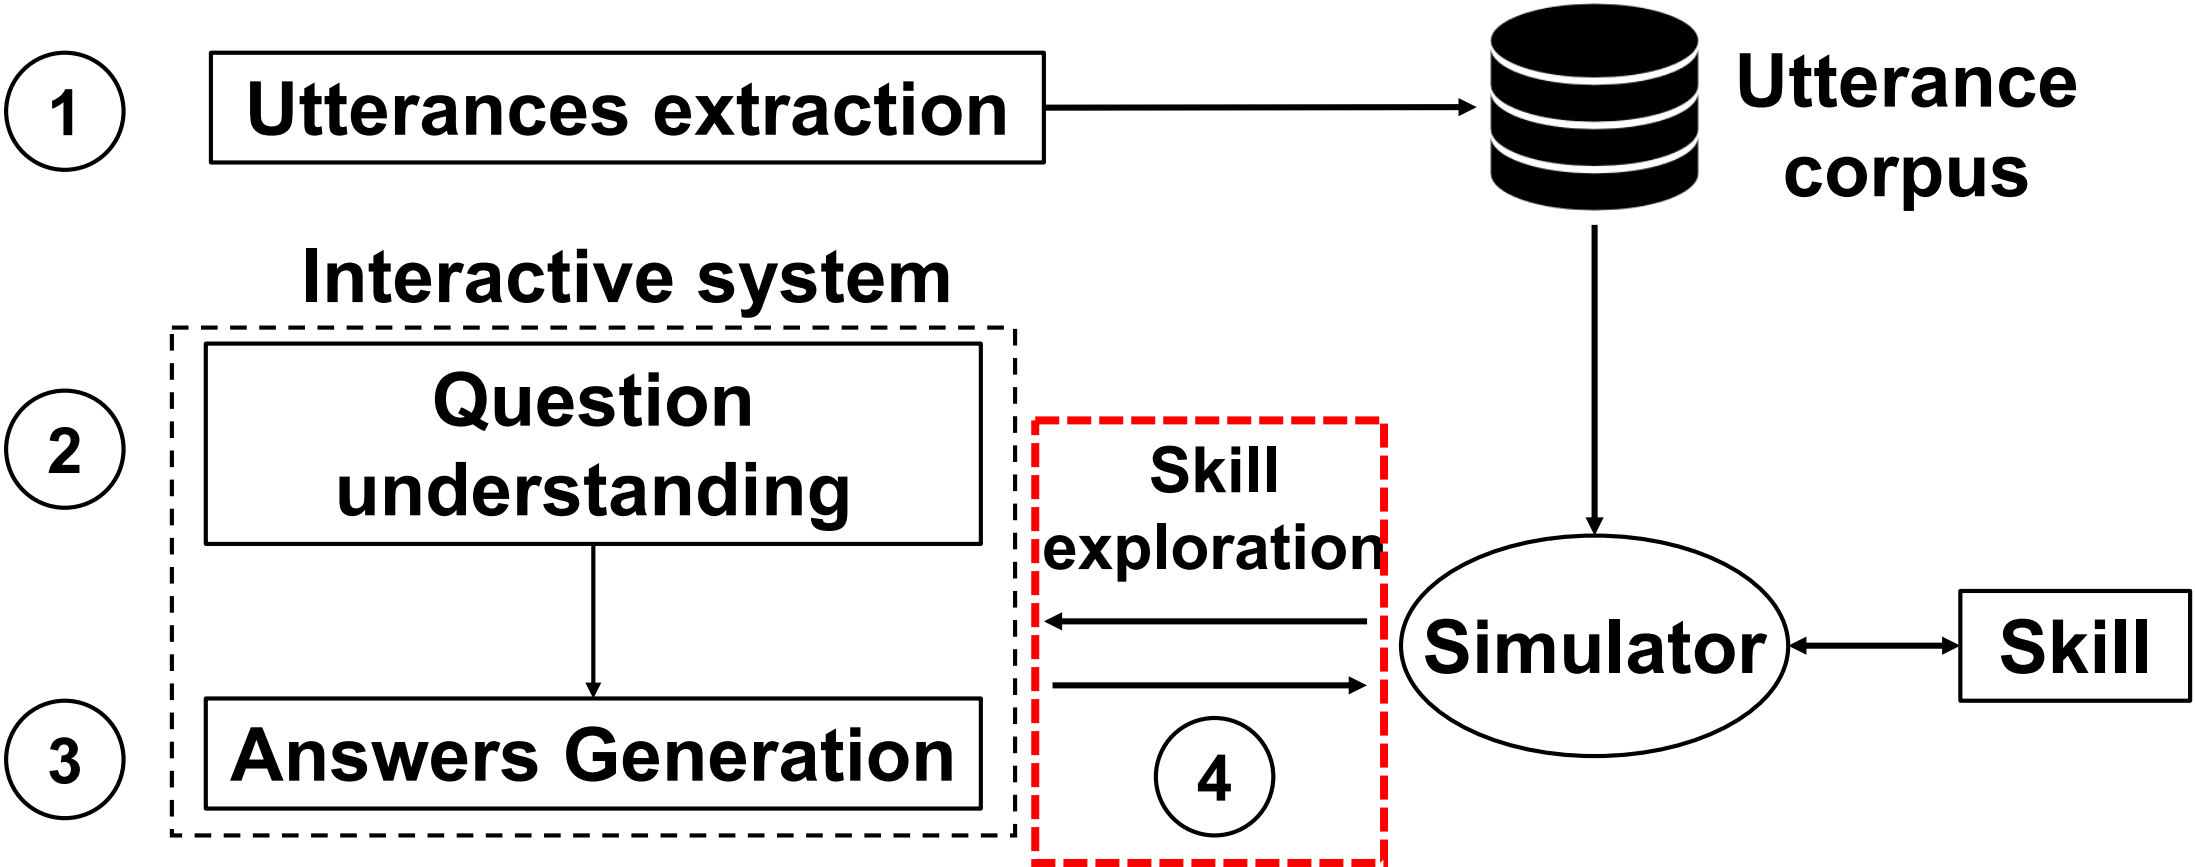 1
Utterances extraction
Utterance
corpus
Interactive system
2
Question
understanding
Skill
exploration
Simulator
Skill
3
Answers Generation
4